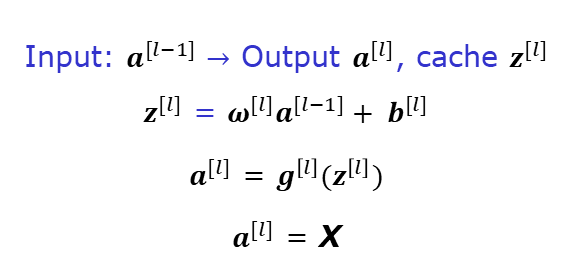 Input: a^[l−1] → Output a^[l], cache z^[l]
z^[l] = ω^[l]a^[l−1] + b^[l]
a^[l] = g^[l](z^[l])
a^[l] = X